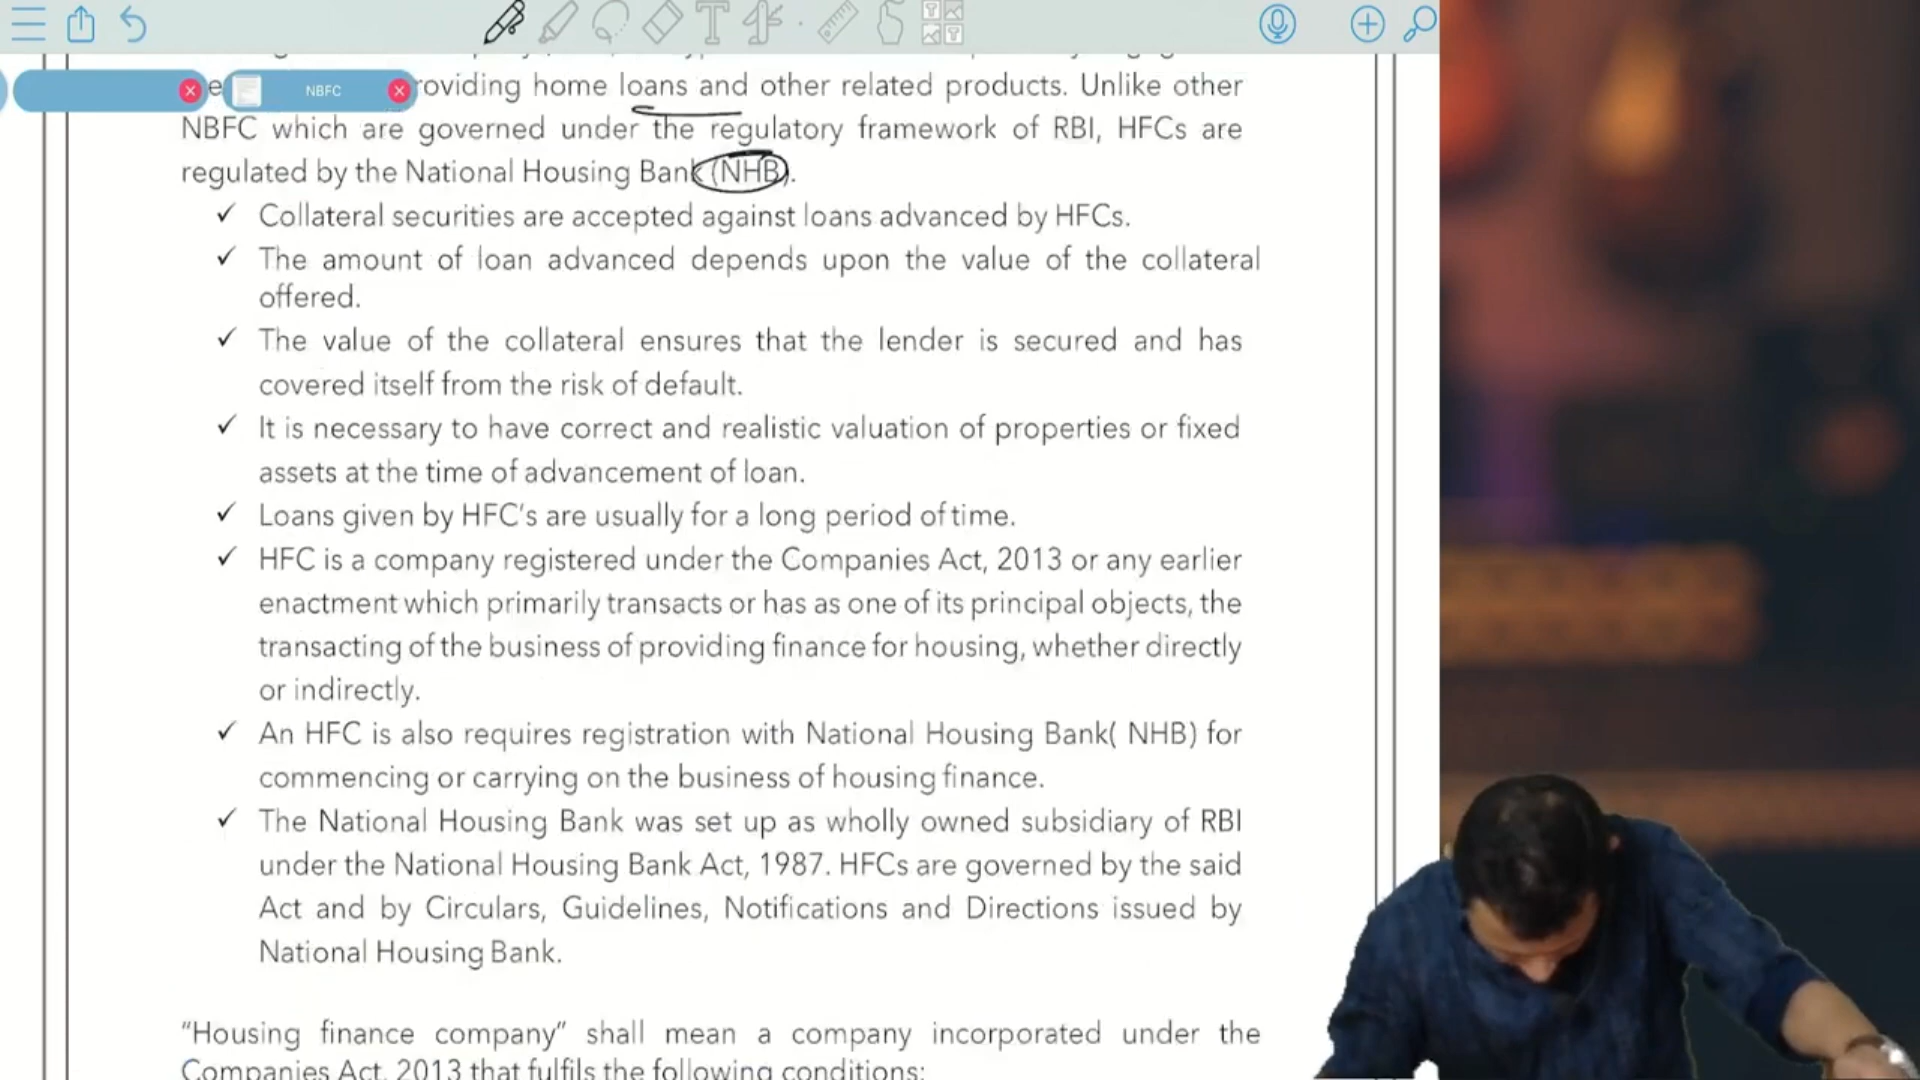 NBFC
roviding home loans and other related products. Unlike other
NBFC which are governed under the regulatory framework of RBI, HFCs are
regulated by the National Housing Bank (NHB).
✓ Collateral securities are accepted against loans advanced by HFCs.
✓ The amount of loan advanced depends upon the value of the collateral
offered.
✓ The value of the collateral ensures that the lender is secured and has
covered itself from the risk of default.
✓ It is necessary to have correct and realistic valuation of properties or fixed
assets at the time of advancement of loan.
✓ Loans given by HFC's are usually for a long period of time.
✓ HFC is a company registered under the Companies Act, 2013 or any earlier
enactment which primarily transacts or has as one of its principal objects, the
transacting of the business of providing finance for housing, whether directly
or indirectly.
✓ An HFC is also requires registration with National Housing Bank( NHB) for
commencing or carrying on the business of housing finance.
✓ The National Housing Bank was set up as wholly owned subsidiary of RBI
under the National Housing Bank Act, 1987. HFCs are governed by the said
Act and by Circulars, Guidelines, Notifications and Directions issued by
National Housing Bank.
“Housing finance company” shall mean a company incorporated under the
Companies Act, 2013 that fulfils the following conditions: